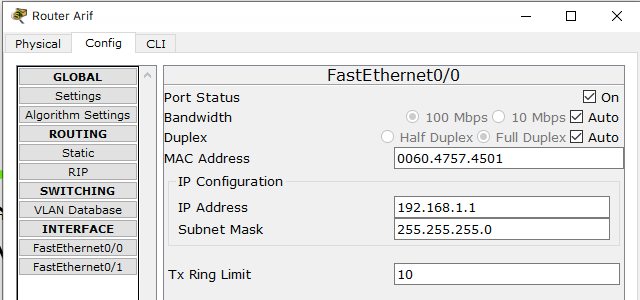 Router Arif
Physical Config CLI
GLOBAL
Settings
Algorithm Settings
ROUTING
Static
RIP
SWITCHING
VLAN Database
INTERFACE
FastEthernet0/0
FastEthernet0/1
FastEthernet0/0
Port Status On
Bandwidth 100 Mbps 10 Mbps Auto
Duplex Half Duplex Full Duplex Auto
MAC Address 0060.4757.4501
IP Configuration
IP Address 192.168.1.1
Subnet Mask 255.255.255.0
Tx Ring Limit 10